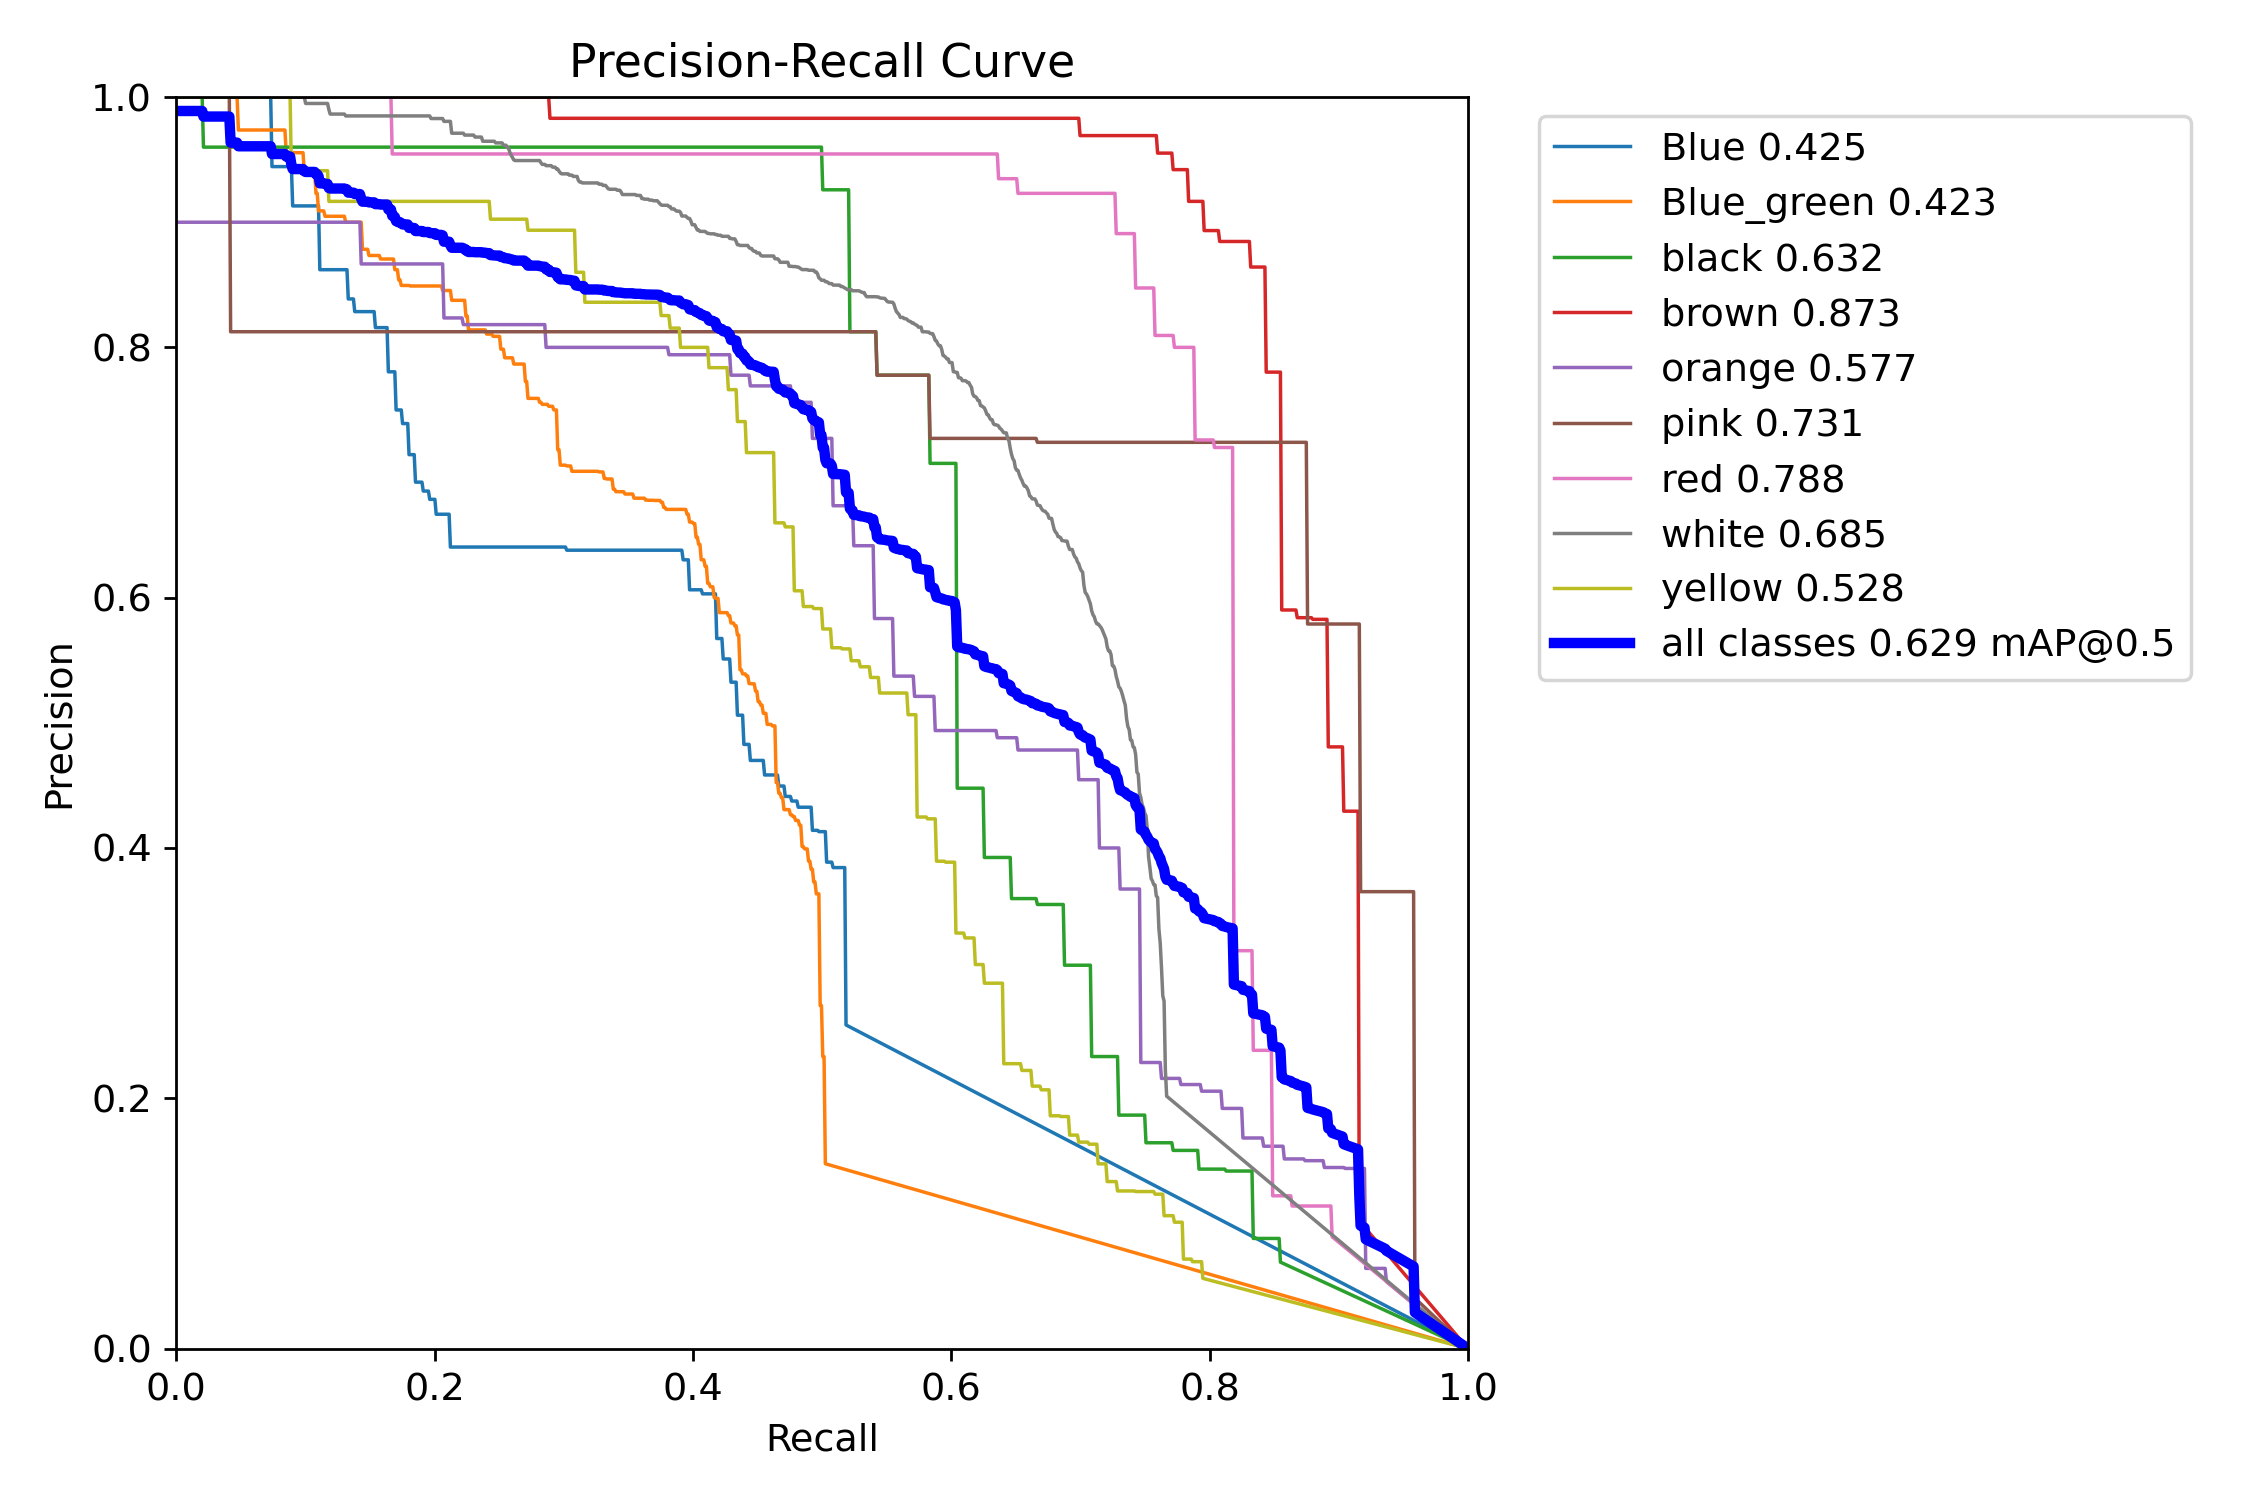 Precision-Recall Curve
1.0
0.8
0.6
0.4
0.2
0.0
Precision
0.0 0.2 0.4 0.6 0.8 1.0
Recall
Blue 0.425
Blue_green 0.423
black 0.632
brown 0.873
orange 0.577
pink 0.731
red 0.788
white 0.685
yellow 0.528
all classes 0.629 mAP@0.5